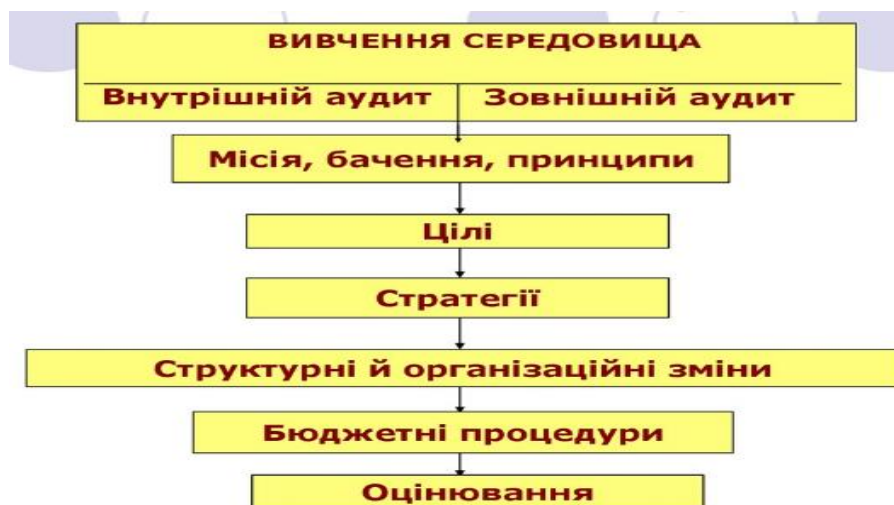 ВИВЧЕННЯ СЕРЕДОВИЩА
Внутрішній аудит
Зовнішній аудит
Місія, бачення, принципи
Цілі
Стратегії
Структурні й організаційні зміни
Бюджетні процедури
Оцінювання